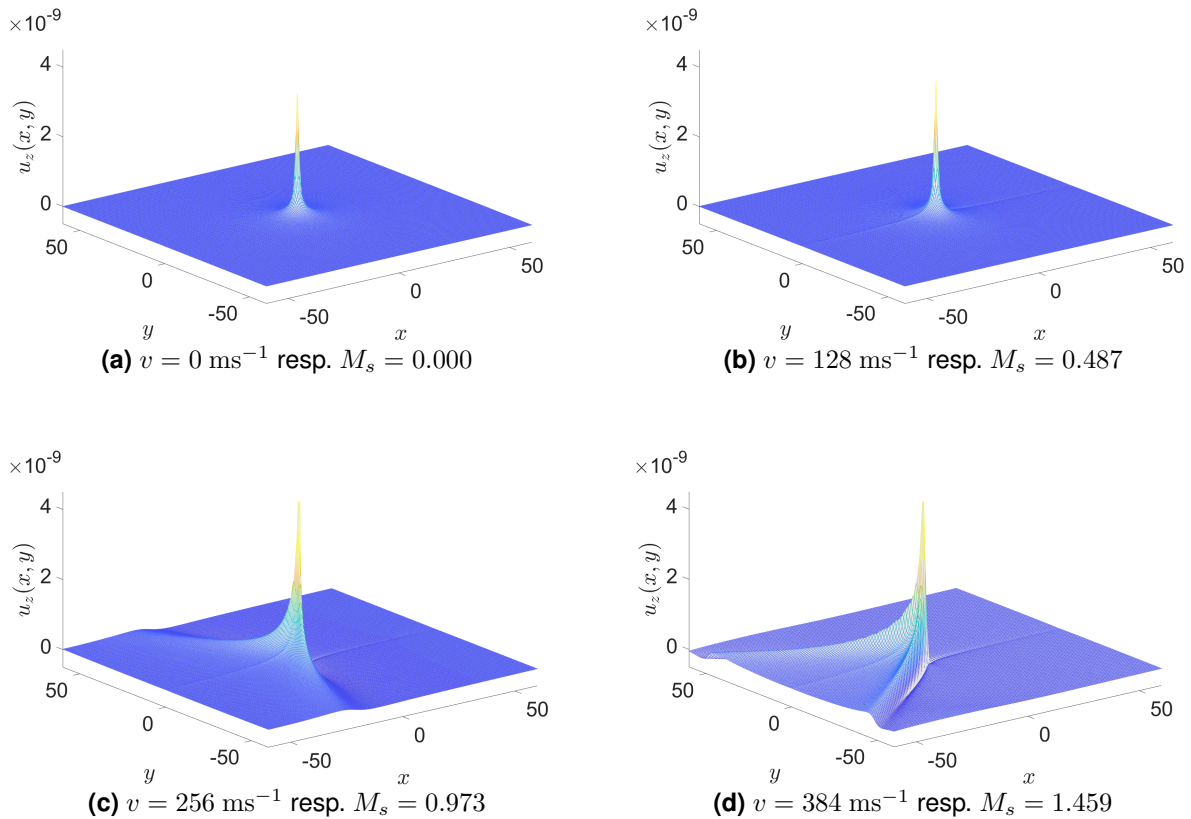 ×10⁻⁹
4
2
0
u_z(x, y)
50
0
-50
y
-50
0
50
x
(a) v = 0 ms⁻¹ resp. M_s = 0.000
×10⁻⁹
4
2
0
u_z(x, y)
50
0
-50
y
-50
0
50
x
(b) v = 128 ms⁻¹ resp. M_s = 0.487
×10⁻⁹
4
2
0
u_z(x, y)
50
0
-50
y
-50
0
50
x
(c) v = 256 ms⁻¹ resp. M_s = 0.973
×10⁻⁹
4
2
0
u_z(x, y)
50
0
-50
y
-50
0
50
x
(d) v = 384 ms⁻¹ resp. M_s = 1.459